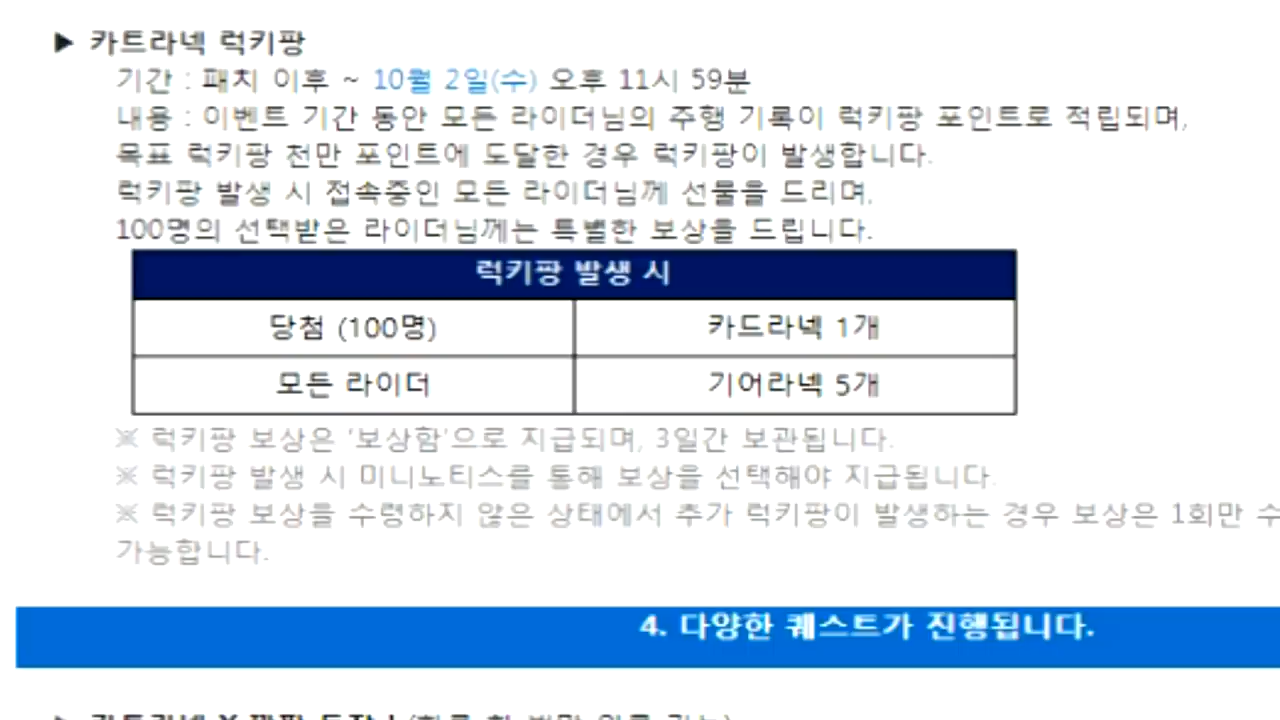 ▶ 카트라넥 럭키팡
기간 : 패치 이후 ~ 10월 2일(수) 오후 11시 59분
내용 : 이벤트 기간 동안 모든 라이더님의 주행 기록이 럭키팡 포인트로 적립되며,
목표 럭키팡 천만 포인트에 도달한 경우 럭키팡이 발생합니다.
럭키팡 발생 시 접속중인 모든 라이더님께 선물을 드리며,
100명의 선택받은 라이더님께는 특별한 보상을 드립니다.
럭키팡 발생 시
당첨 (100명) 카드라넥 1개
모든 라이더 기어라넥 5개
※ 럭키팡 보상은 '보상함'으로 지급되며, 3일간 보관됩니다.
※ 럭키팡 발생 시 미니노티스를 통해 보상을 선택해야 지급됩니다.
※ 럭키팡 보상을 수령하지 않은 상태에서 추가 럭키팡이 발생하는 경우 보상은 1회만 수
가능합니다.
4. 다양한 퀘스트가 진행됩니다.